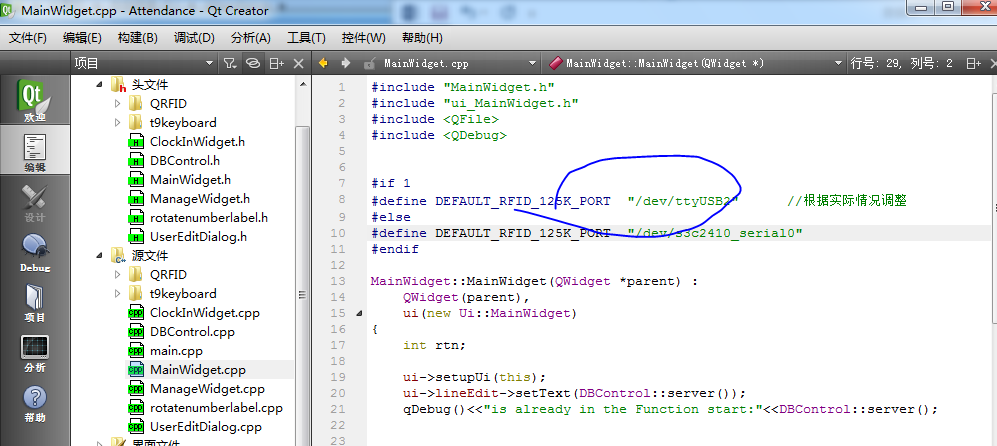 MainWidget.cpp - Attendance - Qt Creator
文件(F) 编辑(E) 构建(B) 调试(D) 分析(A) 工具(T) 控件(W) 帮助(H)
项目
MainWidget.cpp
MainWidget::MainWidget(QWidget *)
行号: 29, 列号: 2
Qt
欢迎
编辑
设计
Debug
项目
分析
帮助
头文件
QRFID
t9keyboard
ClockInWidget.h
DBControl.h
MainWidget.h
ManageWidget.h
rotatenumberlabel.h
UserEditDialog.h
源文件
QRFID
t9keyboard
ClockInWidget.cpp
DBControl.cpp
main.cpp
MainWidget.cpp
ManageWidget.cpp
rotatenumberlabel.cpp
UserEditDialog.cpp
界面文件
1 #include "MainWidget.h"
2 #include "ui_MainWidget.h"
3 #include <QFile>
4 #include <QDebug>
5
6
7 #if 1
8 #define DEFAULT_RFID_125K_PORT "/dev/ttyUSB2" //根据实际情况调整
9 #else
10 #define DEFAULT_RFID_125K_PORT "/dev/s3c2410_serial0"
11 #endif
12
13 MainWidget::MainWidget(QWidget *parent) :
14 QWidget(parent),
15 ui(new Ui::MainWidget)
16 {
17 int rtn;
18
19 ui->setupUi(this);
20 ui->lineEdit->setText(DBControl::server());
21 qDebug()<<"is already in the Function start:"<<DBControl::server();
22
23